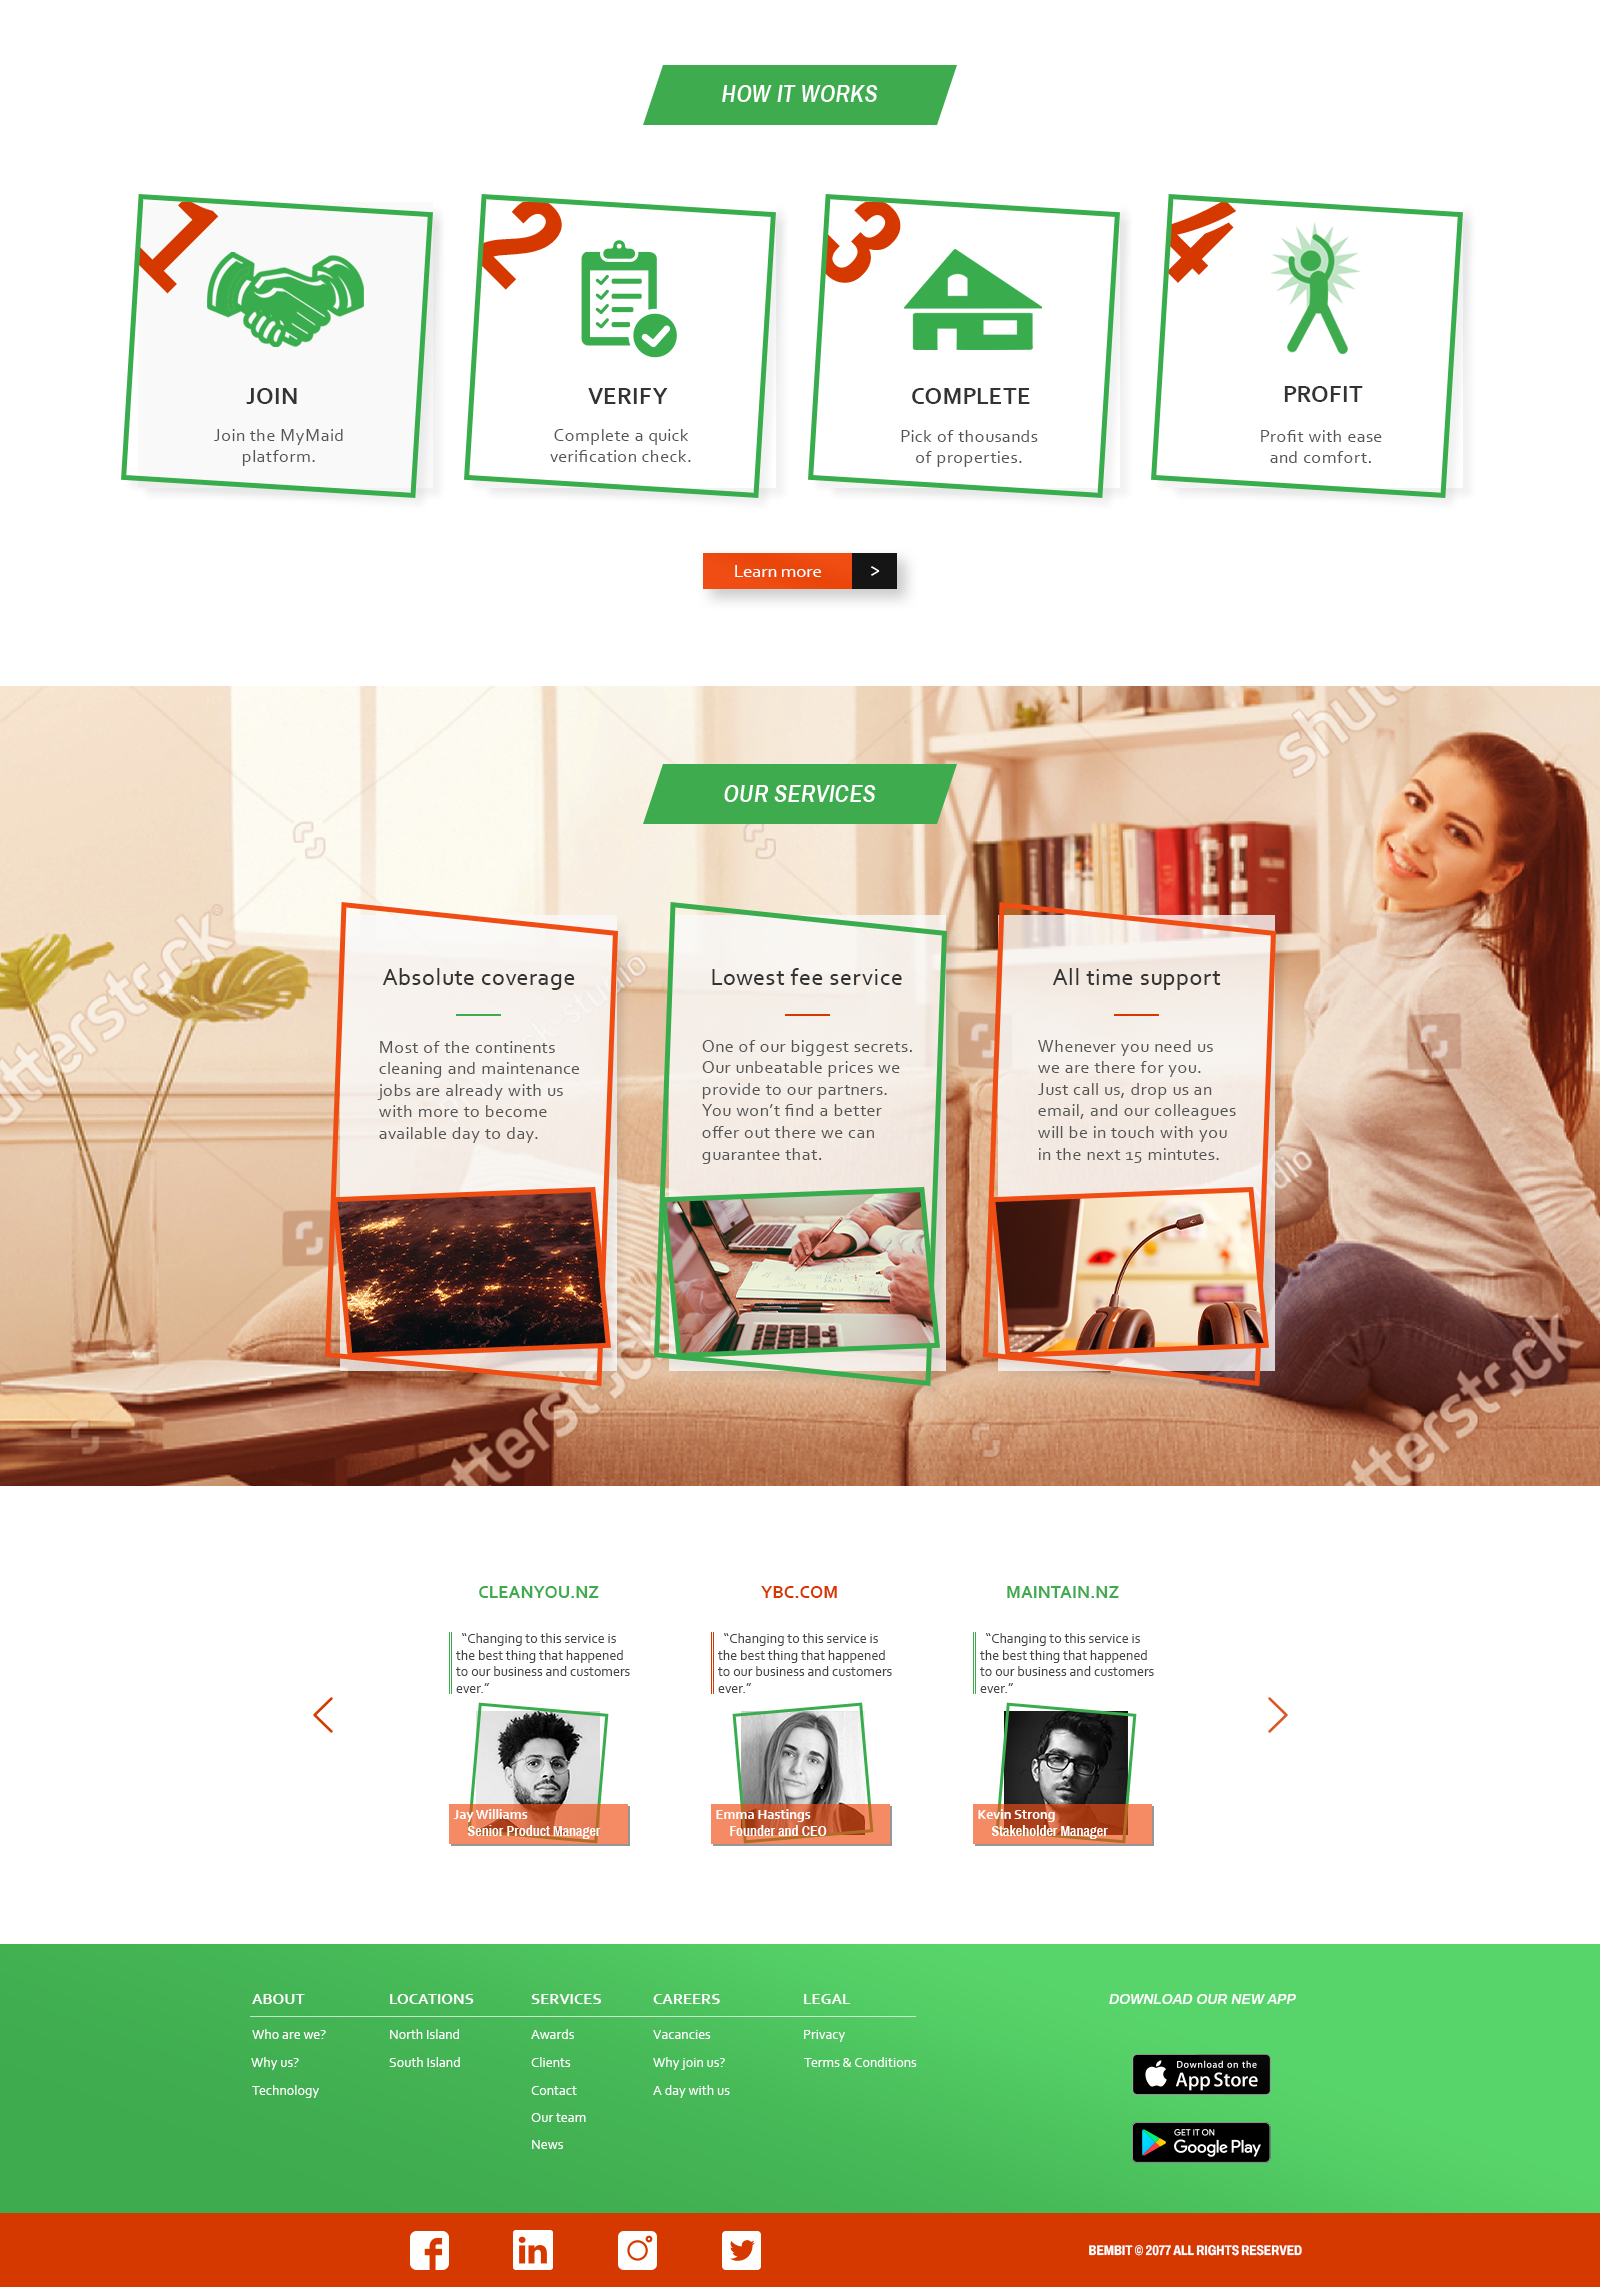 HOW IT WORKS
1
2
3
4
JOIN
Join the MyMaid
platform.
VERIFY
Complete a quick
verification check.
COMPLETE
Pick of thousands
of properties.
PROFIT
Profit with ease
and comfort.
Learn more >
shut
OUR SERVICES
shutterstock
Absolute coverage
Most of the continents
cleaning and maintenance
jobs are already with us
with more to become
available day to day.
Lowest fee service
One of our biggest secrets.
Our unbeatable prices we
provide to our partners.
You won’t find a better
offer out there we can
guarantee that.
All time support
Whenever you need us
we are there for you.
Just call us, drop us an
email, and our colleagues
will be in touch with you
in the next 15 mintutes.
utterstock
utterstock
CLEANYOU.NZ
“Changing to this service is
the best thing that happened
to our business and customers
ever.”
Jay Williams
Senior Product Manager
YBC.COM
“Changing to this service is
the best thing that happened
to our business and customers
ever.”
Emma Hastings
Founder and CEO
MAINTAIN.NZ
“Changing to this service is
the best thing that happened
to our business and customers
ever.”
Kevin Strong
Stakeholder Manager
ABOUT
Who are we?
Why us?
Technology
LOCATIONS
North Island
South Island
SERVICES
Awards
Clients
Contact
Our team
News
CAREERS
Vacancies
Why join us?
A day with us
LEGAL
Privacy
Terms & Conditions
DOWNLOAD OUR NEW APP
Download on the
App Store
GET IT ON
Google Play
BEMBIT © 2077 ALL RIGHTS RESERVED